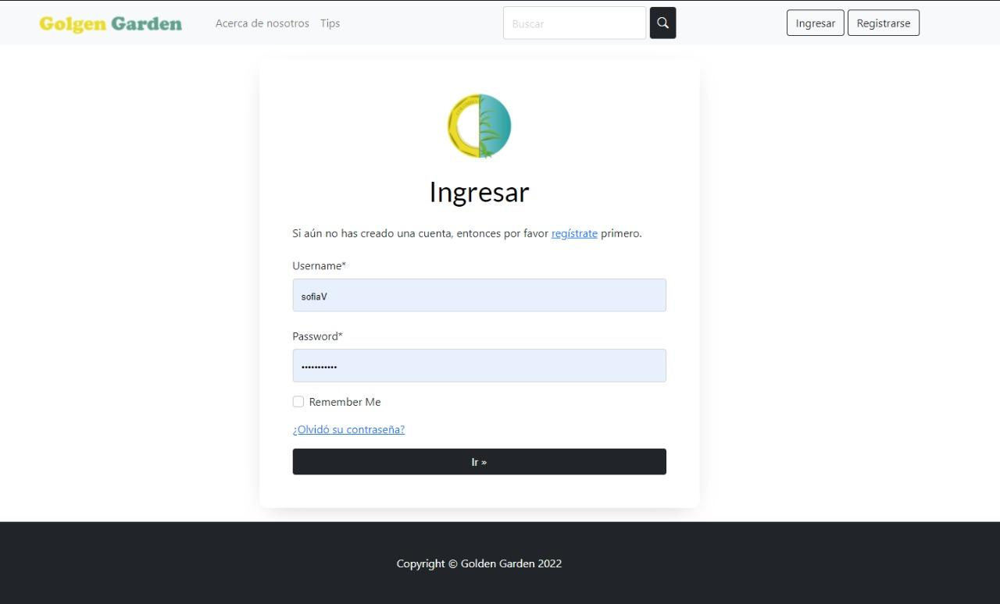 Golgen Garden
Acerca de nosotros
Tips
Buscar
Ingresar
Registrarse
Ingresar
Si aún no has creado una cuenta, entonces por favor regístrate primero.
Username*
sofiaV
Password*
•••••••••••
Remember Me
¿Olvidó su contraseña?
Ir »
Copyright © Golden Garden 2022